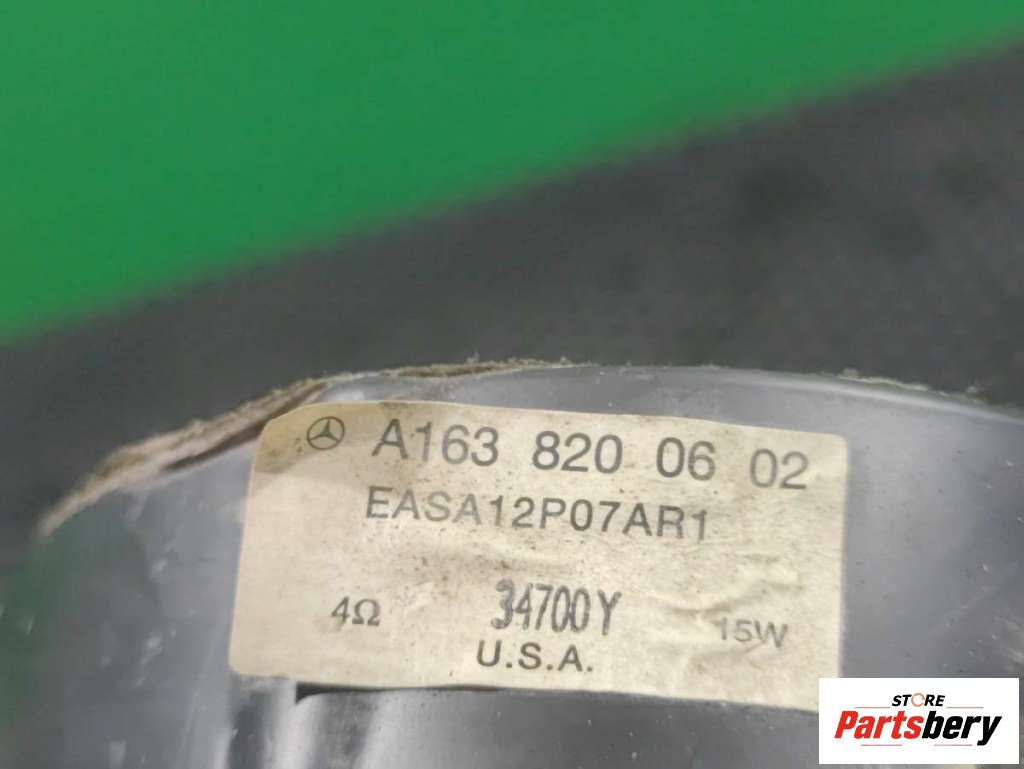 A163 820 06 02
EASA12P07AR1
4Ω 34700Y 15W
U.S.A.
STORE
Partsbery